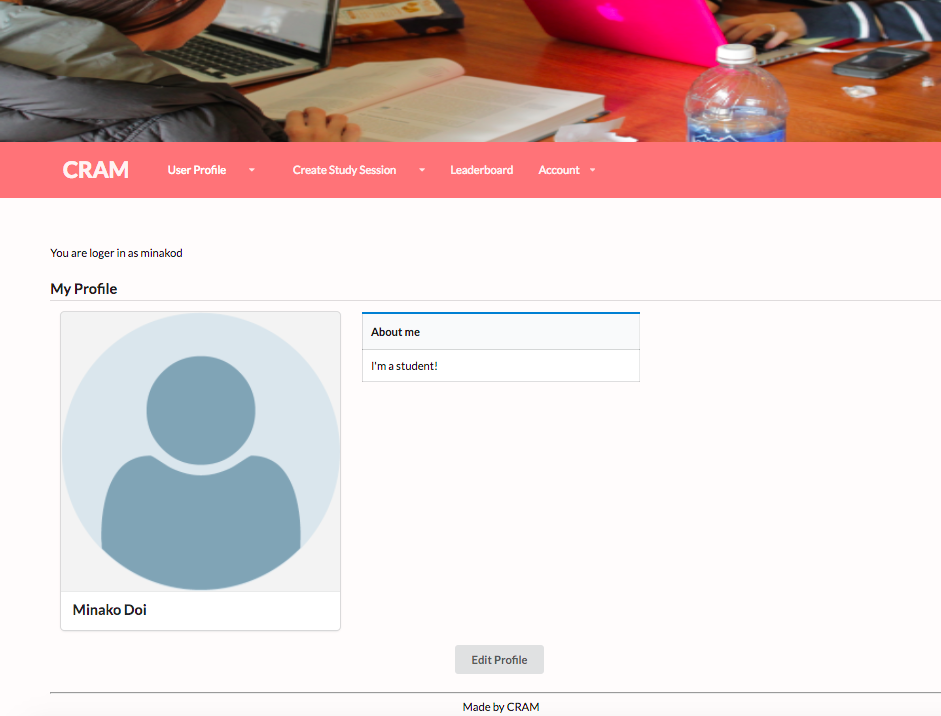 CRAM User Profile Create Study Session Leaderboard Account
You are loger in as minakod
My Profile
About me
I'm a student!
Minako Doi
Edit Profile
Made by CRAM